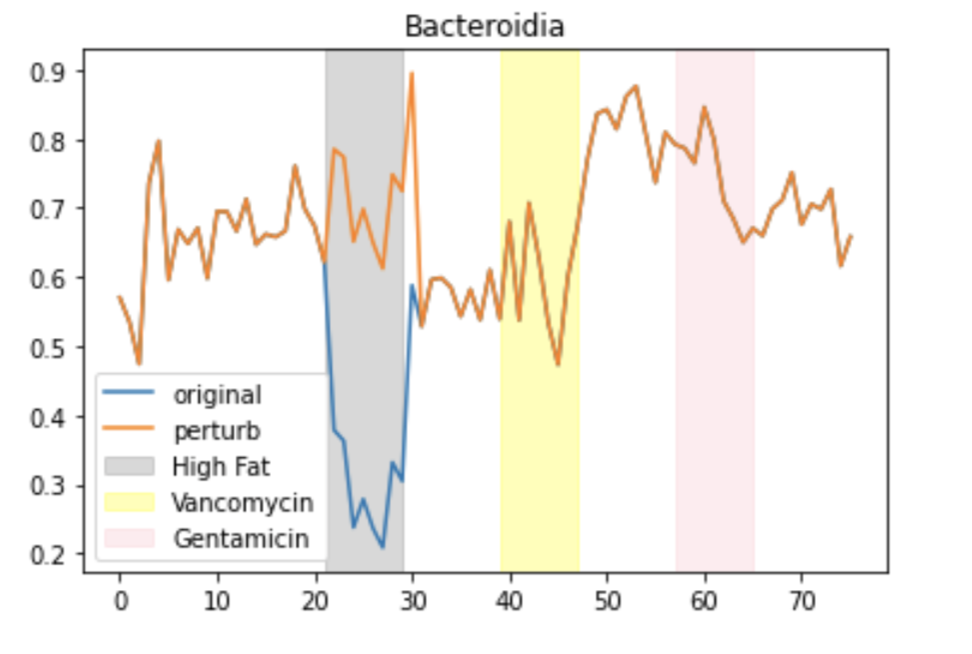 Bacteroidia
0.9
0.8
0.7
0.6
0.5
0.4
0.3
0.2
original
perturb
High Fat
Vancomycin
Gentamicin
0 10 20 30 40 50 60 70